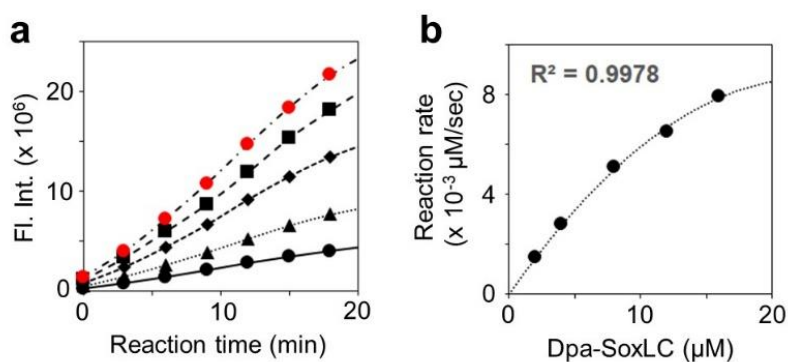 a
Fl. Int. (x 10⁶)
20
10
0
0
10
20
Reaction time (min)
b
R² = 0.9978
Reaction rate
(x 10⁻³ μM/sec)
8
4
0
0
10
20
Dpa-SoxLC (μM)